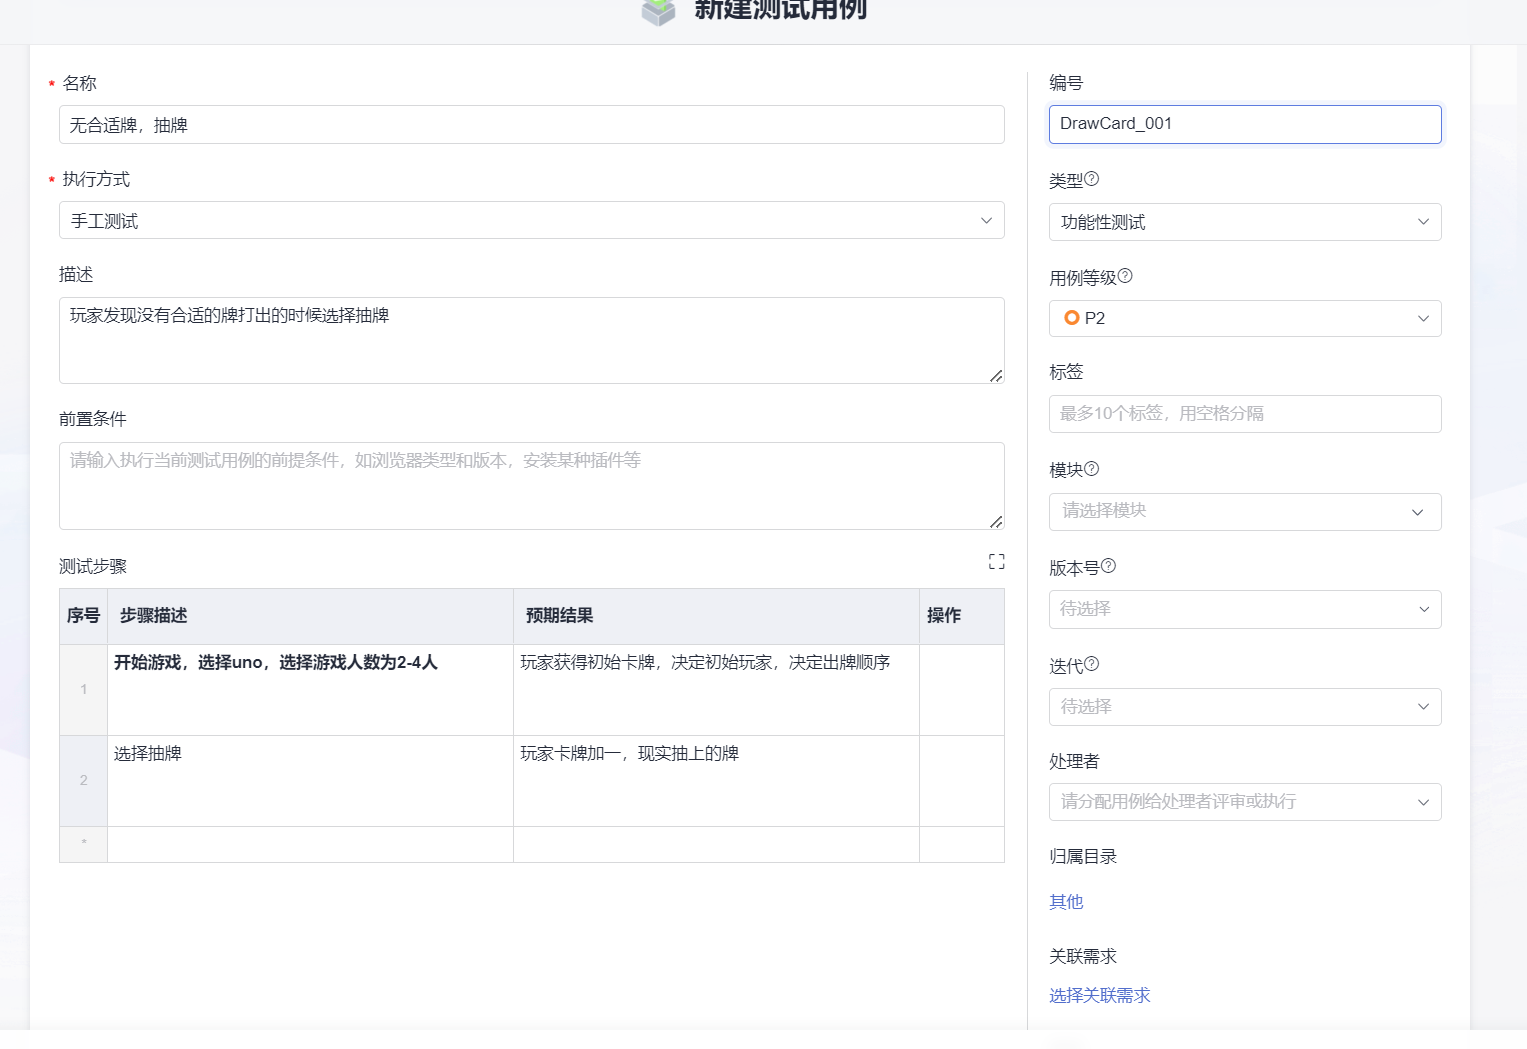 新建测试用例
* 名称
无合适牌，抽牌
* 执行方式
手工测试
描述
玩家发现没有合适的牌打出的时候选择抽牌
前置条件
请输入执行当前测试用例的前提条件，如浏览器类型和版本，安装某种插件等
测试步骤
序号 步骤描述 预期结果 操作
1 开始游戏，选择uno，选择游戏人数为2-4人 玩家获得初始卡牌，决定初始玩家，决定出牌顺序
2 选择抽牌 玩家卡牌加一，现实抽上的牌
*
编号
DrawCard_001
类型
功能性测试
用例等级
P2
标签
最多10个标签，用空格分隔
模块
请选择模块
版本号
待选择
迭代
待选择
处理者
请分配用例给处理者评审或执行
归属目录
其他
关联需求
选择关联需求